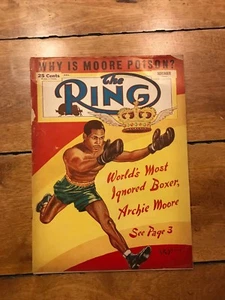 WHY IS MOORE POISON?
25 Cents
the
RING
World's Most
Ignored Boxer,
Archie Moore
See Page 3